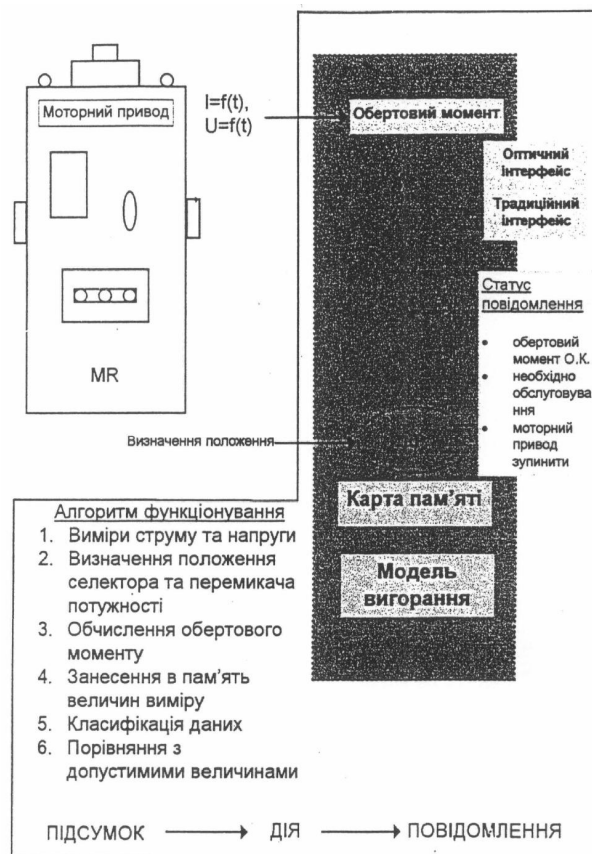 Моторний привод
I=f(t),
U=f(t)
Обертовий момент
Оптичний
інтерфейс
Традиційний
інтерфейс
Статус
повідомлення
• обертовий
момент О.К.
• необхідно
обслуговува
ння
• моторний
привод
зупинити
MR
Визначення положення
Карта пам’яті
Модель
вигорання
Алгоритм функціонування
1. Виміри струму та напруги
2. Визначення положення
селектора та перемикача
потужності
3. Обчислення обертового
моменту
4. Занесення в пам’ять
величин виміру
5. Класифікація даних
6. Порівняння з
допустимими величинами
ПІДСУМОК ДІЯ ПОВІДОМЛЕННЯ